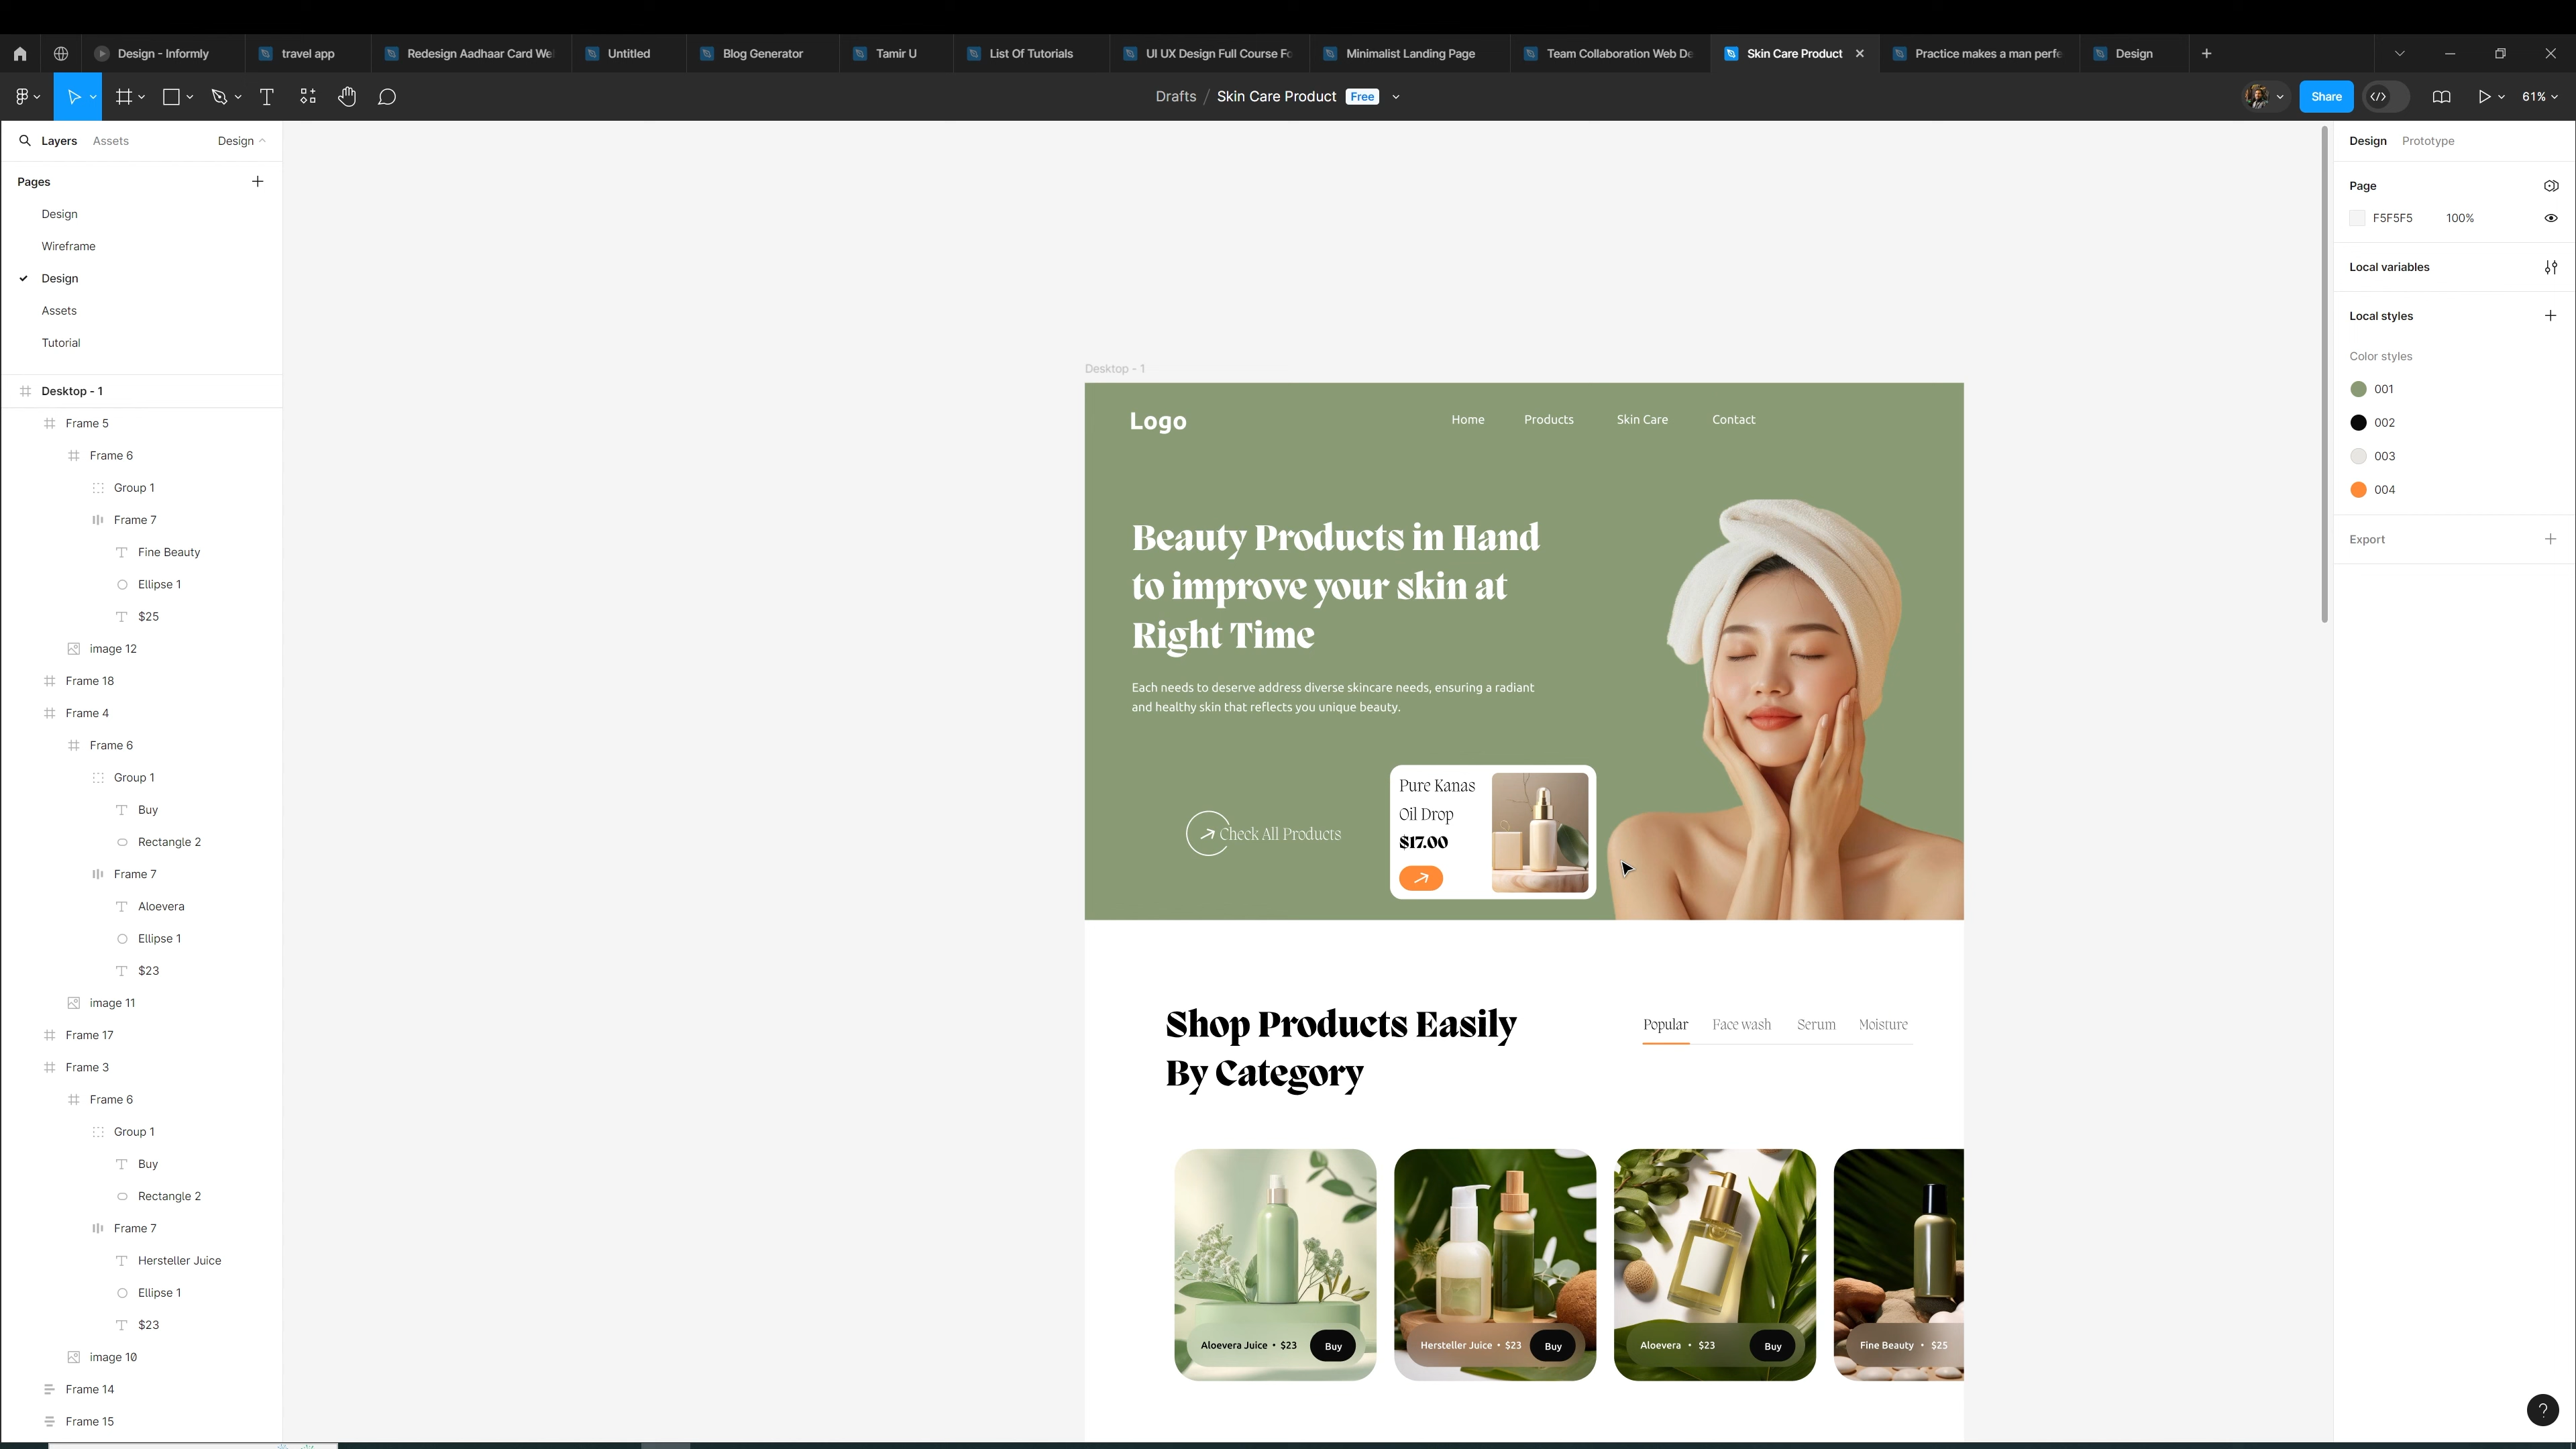 Design - Informly
travel app
Redesign Aadhaar Card We
Untitled
Blog Generator
Tamir U
List Of Tutorials
UI UX Design Full Course Fo
Minimalist Landing Page
Team Collaboration Web De
Skin Care Product
Practice makes a man perfe
Design
Drafts / Skin Care Product Free
Share
61%
Layers
Assets
Design
Pages
Design
Wireframe
Design
Assets
Tutorial
Desktop - 1
Frame 5
Frame 6
Group 1
Frame 7
Fine Beauty
Ellipse 1
$25
image 12
Frame 18
Frame 4
Frame 6
Group 1
Buy
Rectangle 2
Frame 7
Aloevera
Ellipse 1
$23
image 11
Frame 17
Frame 3
Frame 6
Group 1
Buy
Rectangle 2
Frame 7
Hersteller Juice
Ellipse 1
$23
image 10
Frame 14
Frame 15
Desktop - 1
Logo
Home
Products
Skin Care
Contact
Beauty Products in Hand
to improve your skin at
Right Time
Each needs to deserve address diverse skincare needs, ensuring a radiant
and healthy skin that reflects you unique beauty.
Check All Products
Pure Kanas
Oil Drop
$17.00
Shop Products Easily
By Category
Popular
Face wash
Serum
Moisture
Aloevera Juice • $23
Buy
Hersteller Juice • $23
Buy
Aloevera • $23
Buy
Fine Beauty • $25
Design
Prototype
Page
F5F5F5
100%
Local variables
Local styles
Color styles
001
002
003
004
Export
?